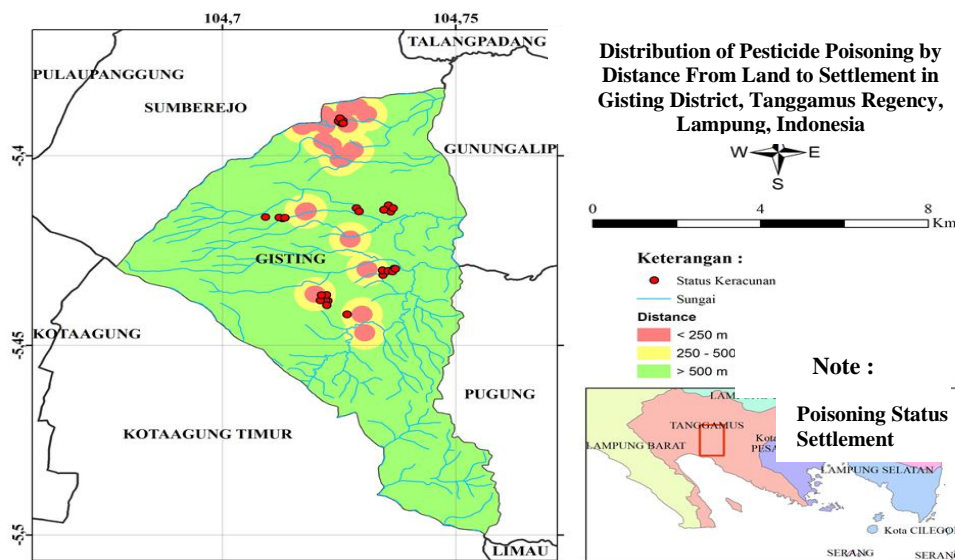 104,7
104,75
TALANGPADANG
PULAUPANGGUNG
SUMBEREJO
GUNUNGALIP
-5,4
GISTING
KOTAAGUNG
-5,45
PUGUNG
KOTAAGUNG TIMUR
-5,5
LIMAU
Distribution of Pesticide Poisoning by
Distance From Land to Settlement in
Gisting District, Tanggamus Regency,
Lampung, Indonesia
W E
S
0 4 8
Km
Keterangan :
Status Keracunan
Sungai
Distance
< 250 m
250 - 500
> 500 m
Note :
Poisoning Status
Settlement
TANGGAMUS
LAMPUNG BARAT
LAMPUNG SELATAN
Kota CILEGO
SERANG
SERAN